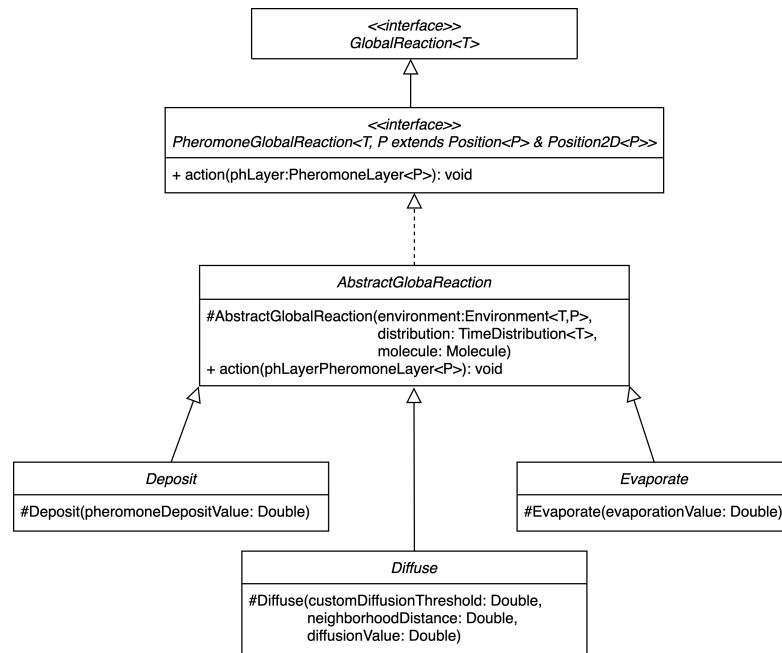 <<interface>>
GlobalReaction<T>
<<interface>>
PheromoneGlobalReaction<T, P extends Position<P> & Position2D<P>>
+ action(phLayer:PheromoneLayer<P>): void
AbstractGlobaReaction
#AbstractGlobalReaction(environment:Environment<T,P>,
distribution: TimeDistribution<T>,
molecule: Molecule)
+ action(phLayerPheromoneLayer<P>): void
Deposit
#Deposit(pheromoneDepositValue: Double)
Evaporate
#Evaporate(evaporationValue: Double)
Diffuse
#Diffuse(customDiffusionThreshold: Double,
neighborhoodDistance: Double,
diffusionValue: Double)